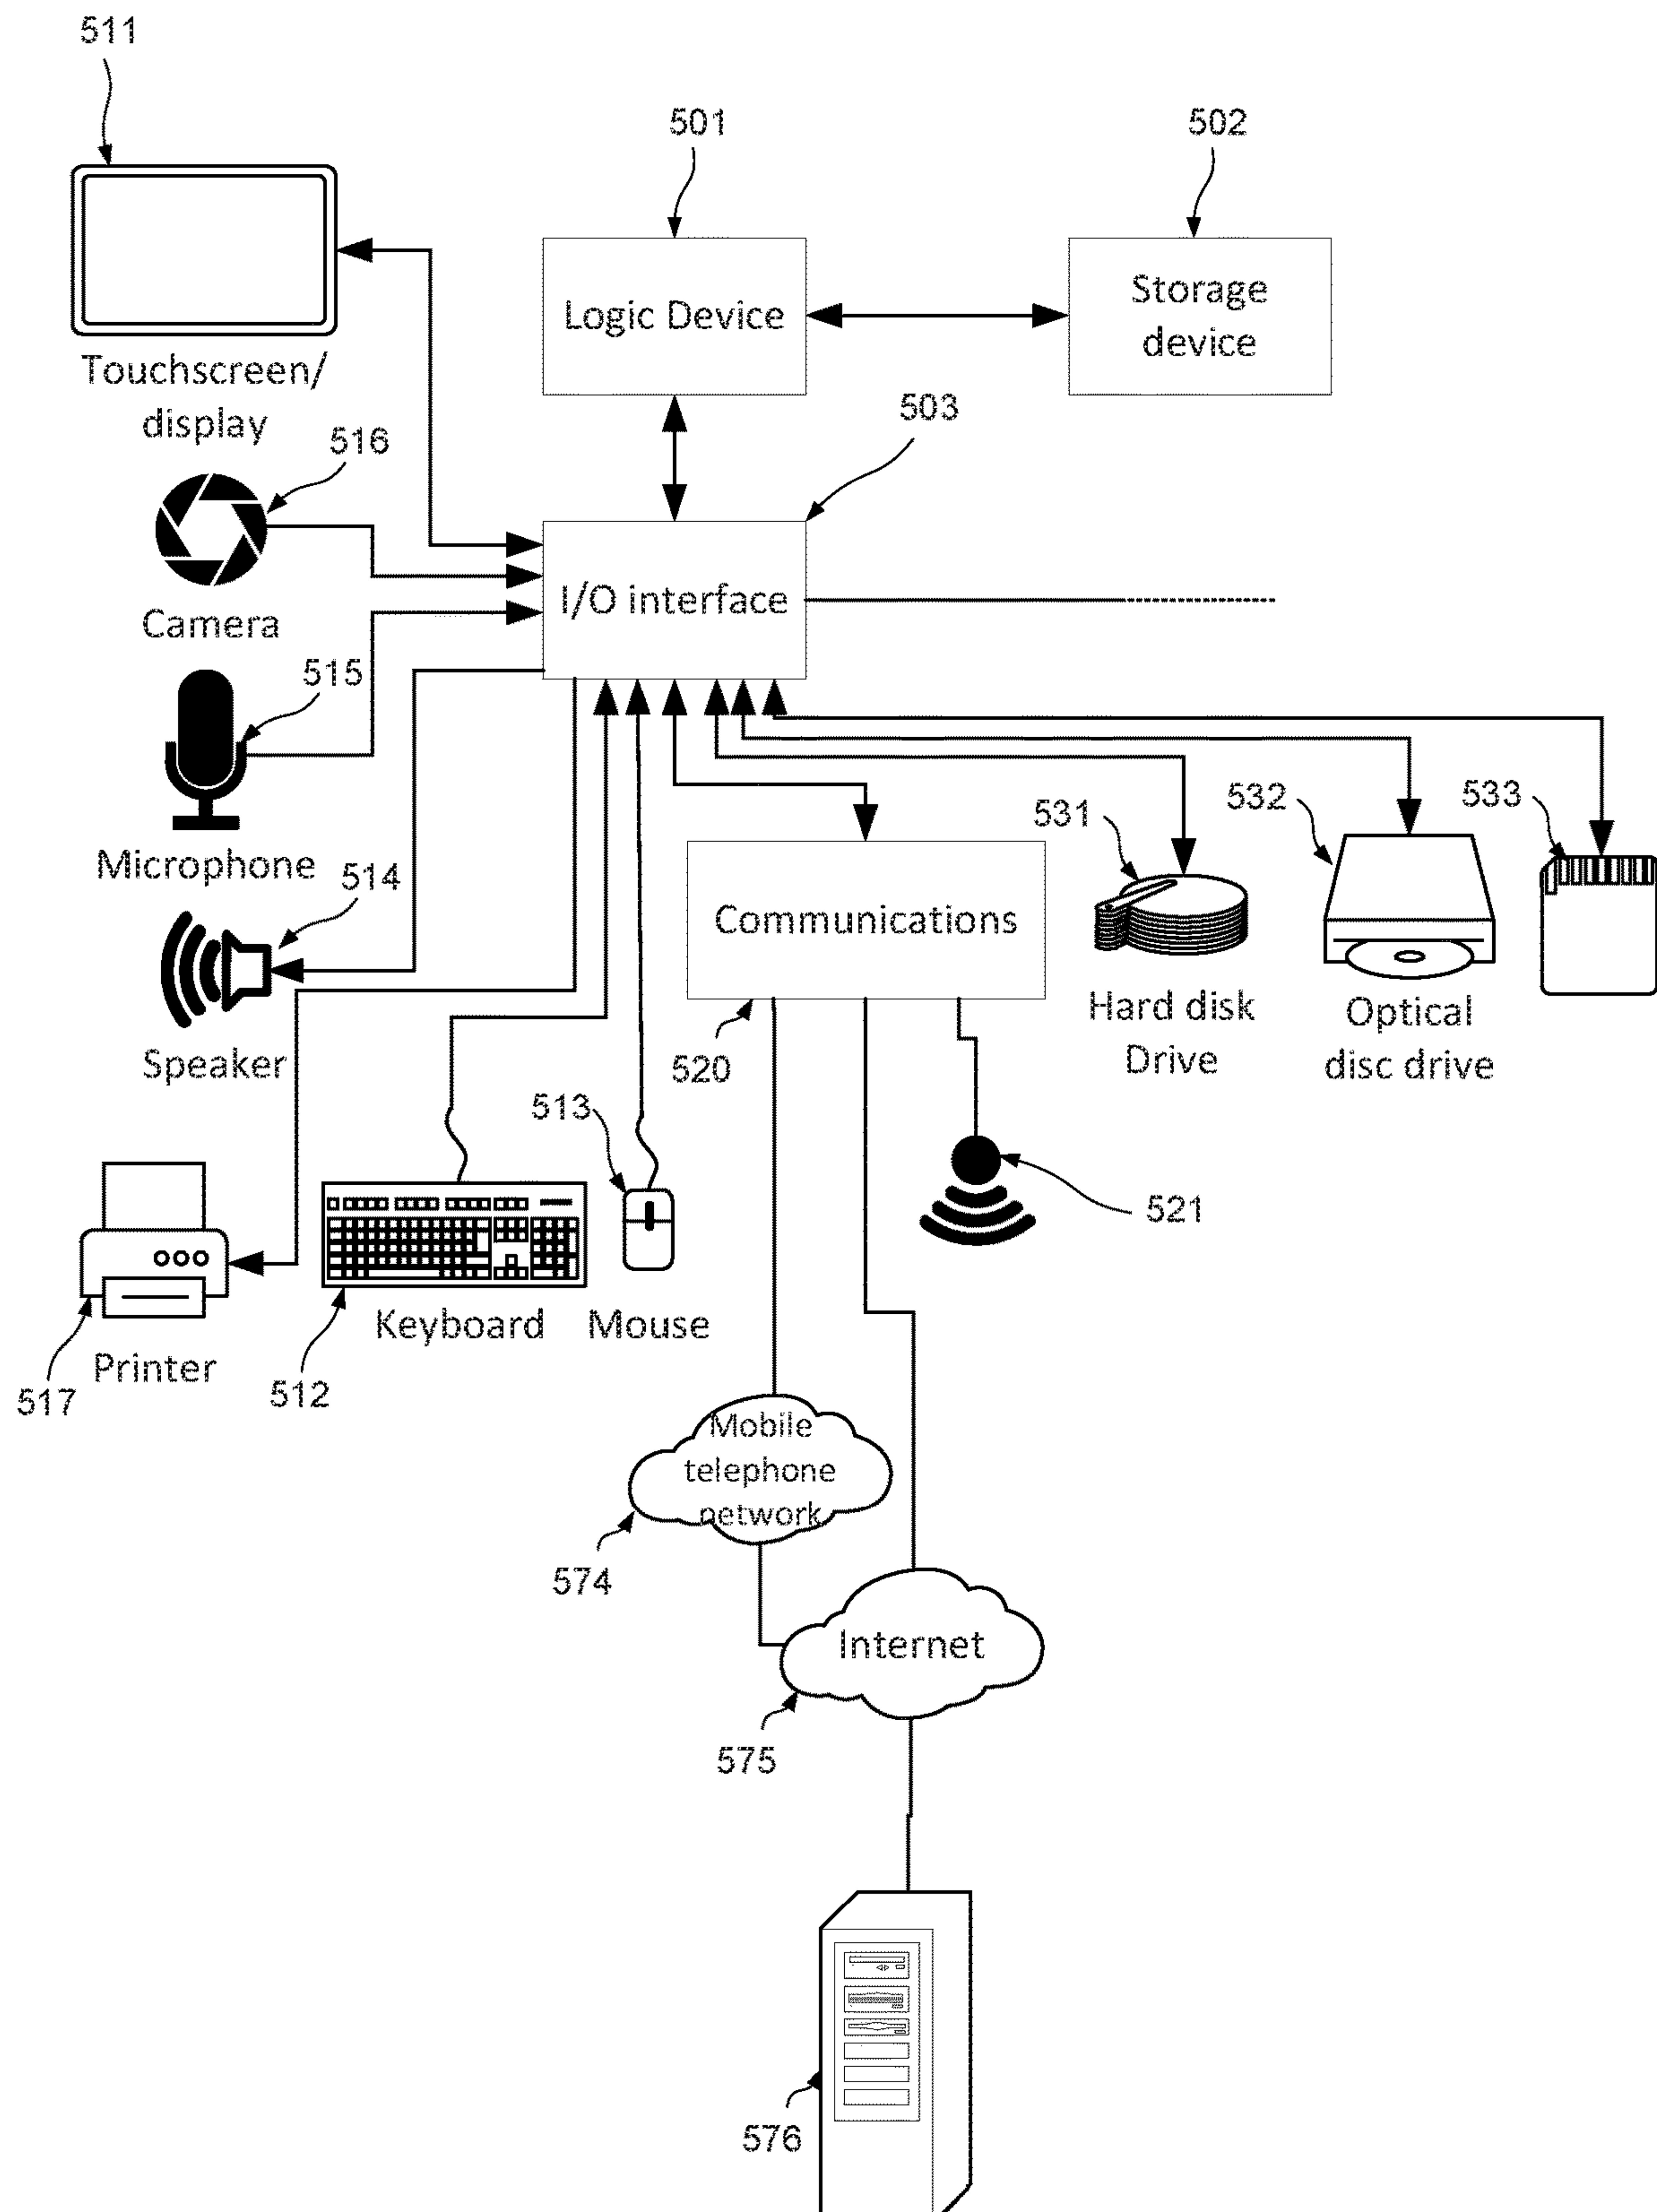 511
501
502
Logic Device
Storage
device
Touchscreen/
display
503
516
I/O interface
Camera
515
Microphone
514
531
532
533
Communications
Hard disk
Drive
Optical
disc drive
Speaker
520
513
521
Keyboard
Mouse
Printer
517
512
Mobile
telephone
network
574
Internet
575
576